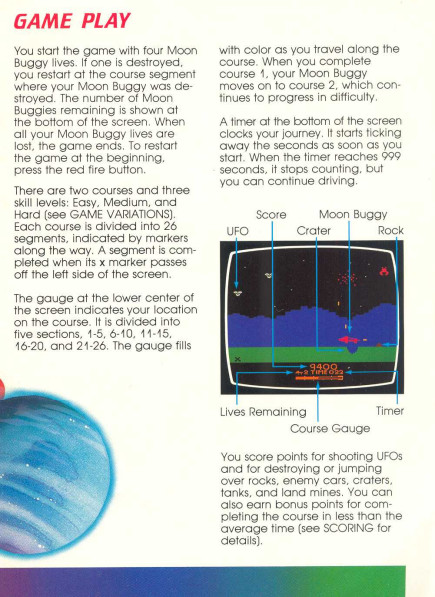 GAME PLAY
You start the game with four Moon
Buggy lives. If one is destroyed,
you restart at the course segment
where your Moon Buggy was de-
stroyed. The number of Moon
Buggies remaining is shown at
the bottom of the screen. When
all your Moon Buggy lives are
lost, the game ends. To restart
the game at the beginning,
press the red fire button.
There are two courses and three
skill levels: Easy, Medium, and
Hard (see GAME VARIATIONS).
Each course is divided into 26
segments, indicated by markers
along the way. A segment is com-
pleted when its x marker passes
off the left side of the screen.
The gauge at the lower center of
the screen indicates your location
on the course. It is divided into
five sections, 1-5, 6-10, 11-15,
16-20, and 21-26. The gauge fills
with color as you travel along the
course. When you complete
course 1, your Moon Buggy
moves on to course 2, which con-
tinues to progress in difficulty.
A timer at the bottom of the screen
clocks your journey. It starts ticking
away the seconds as soon as you
start. When the timer reaches 999
seconds, it stops counting, but
you can continue driving.
Score Moon Buggy
UFO Crater Rock
x
9400
TIME
Lives Remaining Timer
Course Gauge
You score points for shooting UFOs
and for destroying or jumping
over rocks, enemy cars, craters,
tanks, and land mines. You can
also earn bonus points for com-
pleting the course in less than the
average time (see SCORING for
details).